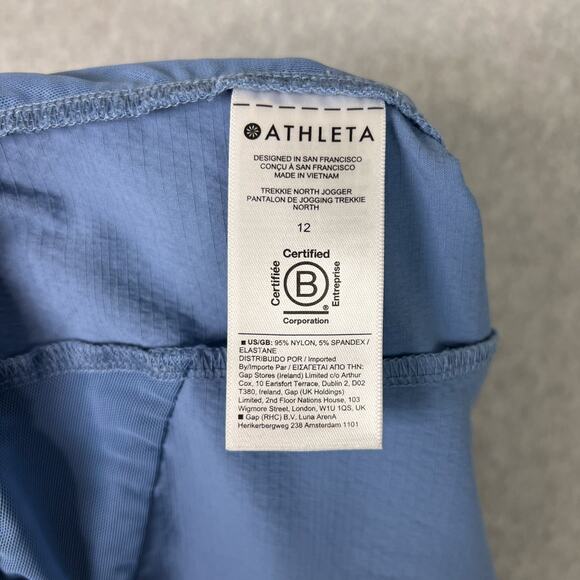 ATHLETA
DESIGNED IN SAN FRANCISCO
CONÇU À SAN FRANCISCO
MADE IN VIETNAM
TREKKIE NORTH JOGGER
PANTALON DE JOGGING TREKKIE
NORTH
12
Certified
Certifiée
B
®
Entreprise
Corporation
■ US/GB: 95% NYLON, 5% SPANDEX/
ELASTANE
DISTRIBUIDO POR / Imported
By/Importe Par / ΕΙΣΑΓΕΤΑΙ ΑΠΟ ΤΗΝ:
Gap Stores (Ireland) Limited c/o Arthur
Cox, 10 Earlsfort Terrace, Dublin 2, D02
T380, Ireland, Gap (UK Holdings)
Limited, 2nd Floor Nations House, 103
Wigmore Street, London, W1U 1QS, UK
■ Gap (RHC) B.V, Luna ArenA
Herikerbergweg 238 Amsterdam 1101